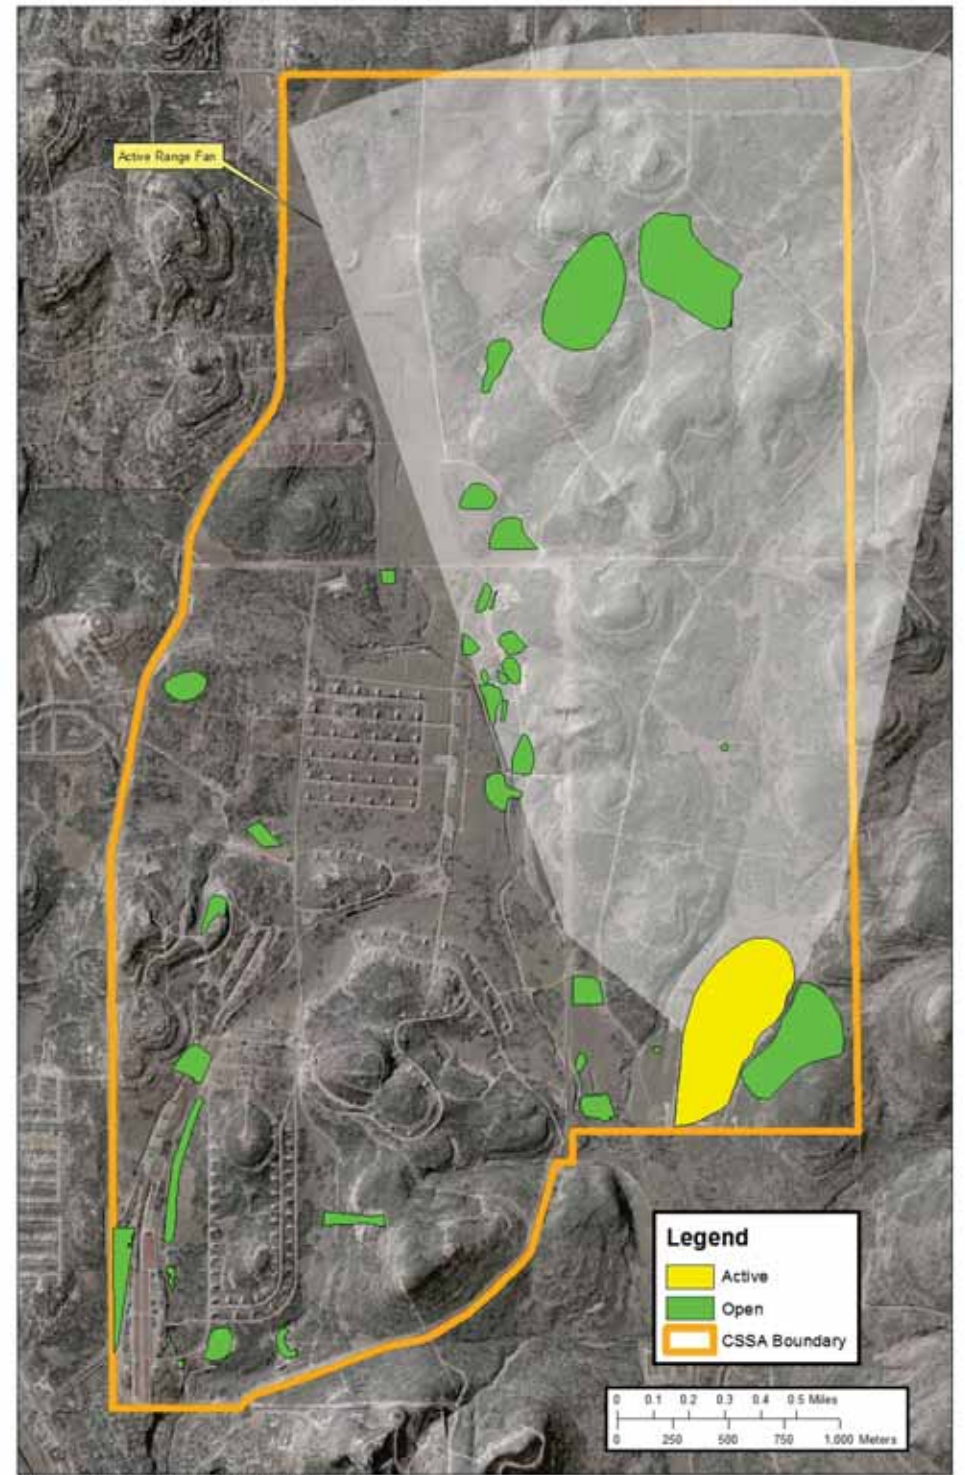 Active Range Fan
Legend
Active
Open
CSSA Boundary
0 0.1 0.2 0.3 0.4 0.5 Miles
0 250 500 750 1.000 Meters